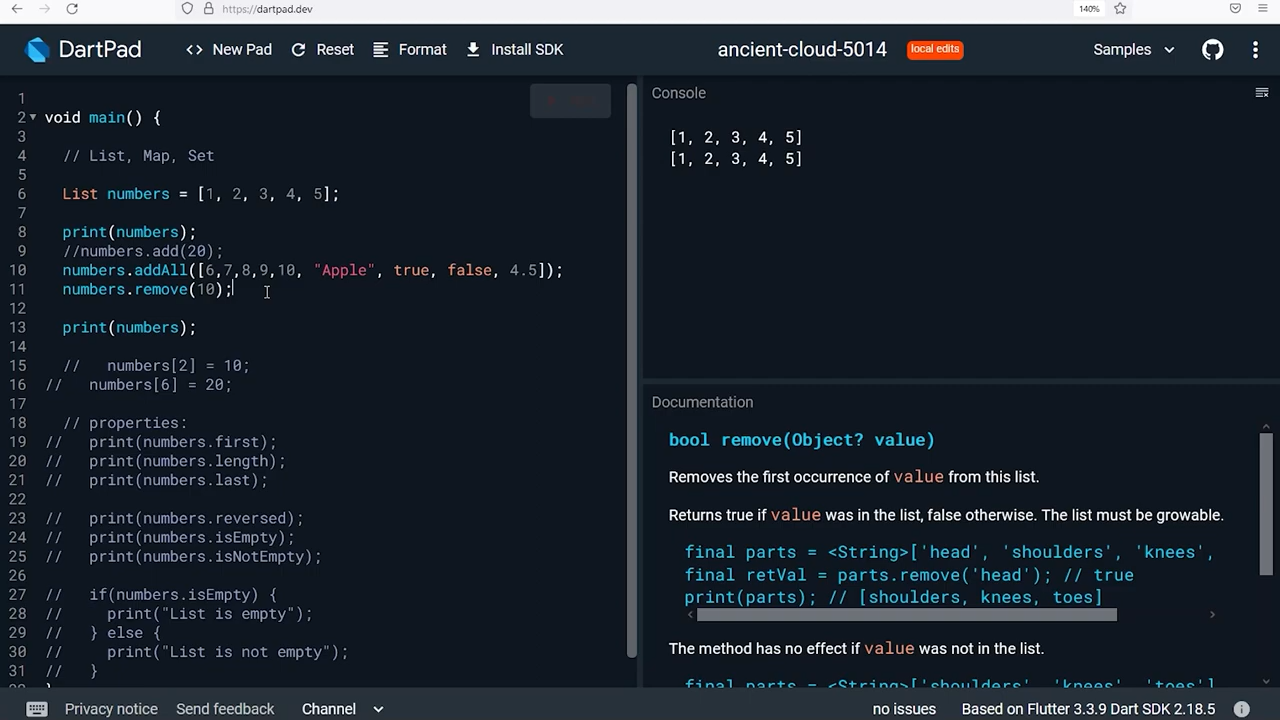 https://dartpad.dev
140%
DartPad
<> New Pad
Reset
Format
Install SDK
ancient-cloud-5014
local edits
Samples
1
2 void main() {
3
4 // List, Map, Set
5
6 List numbers = [1, 2, 3, 4, 5];
7
8 print(numbers);
9 //numbers.add(20);
10 numbers.addAll([6,7,8,9,10, "Apple", true, false, 4.5]);
11 numbers.remove(10);
12
13 print(numbers);
14
15 // numbers[2] = 10;
16 // numbers[6] = 20;
17
18 // properties:
19 // print(numbers.first);
20 // print(numbers.length);
21 // print(numbers.last);
22
23 // print(numbers.reversed);
24 // print(numbers.isEmpty);
25 // print(numbers.isNotEmpty);
26
27 // if(numbers.isEmpty) {
28 // print("List is empty");
29 // } else {
30 // print("List is not empty");
31 // }
Console
[1, 2, 3, 4, 5]
[1, 2, 3, 4, 5]
Documentation
bool remove(Object? value)
Removes the first occurrence of value from this list.
Returns true if value was in the list, false otherwise. The list must be growable.
final parts = <String>['head', 'shoulders', 'knees',
final retVal = parts.remove('head'); // true
print(parts); // [shoulders, knees, toes]
The method has no effect if value was not in the list.
final parts = <String>['shoulders', 'knees', 'toes']
Privacy notice
Send feedback
Channel
no issues
Based on Flutter 3.3.9 Dart SDK 2.18.5